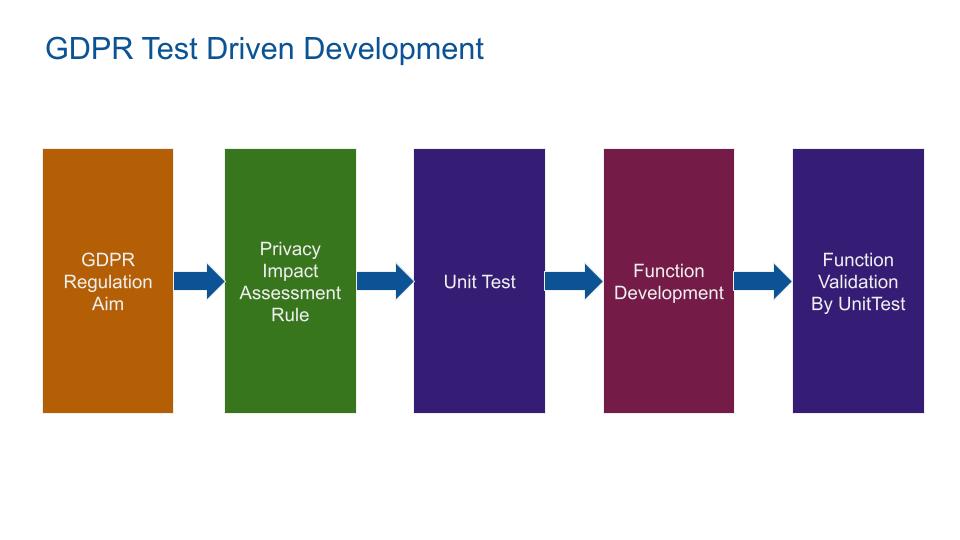 GDPR Test Driven Development
GDPR
Regulation
Aim
Privacy
Impact
Assessment
Rule
Unit Test
Function
Development
Function
Validation
By UnitTest